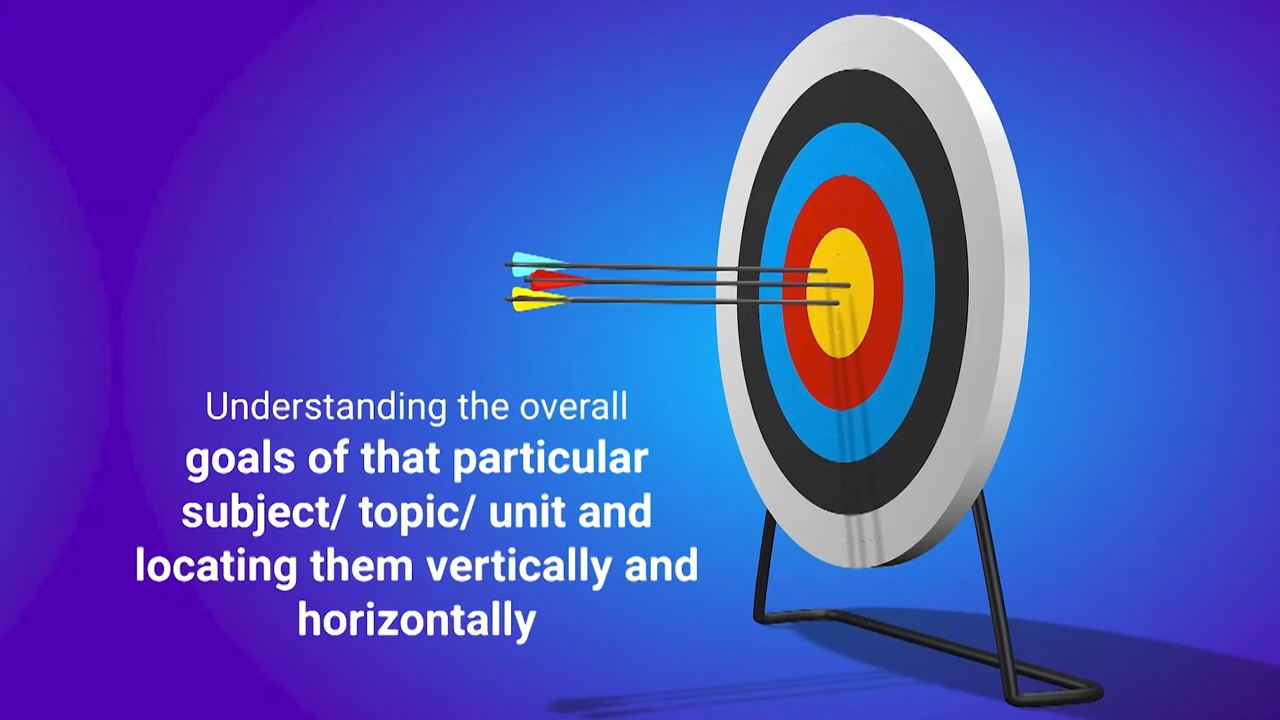 Understanding the overall
goals of that particular
subject/ topic/ unit and
locating them vertically and
horizontally